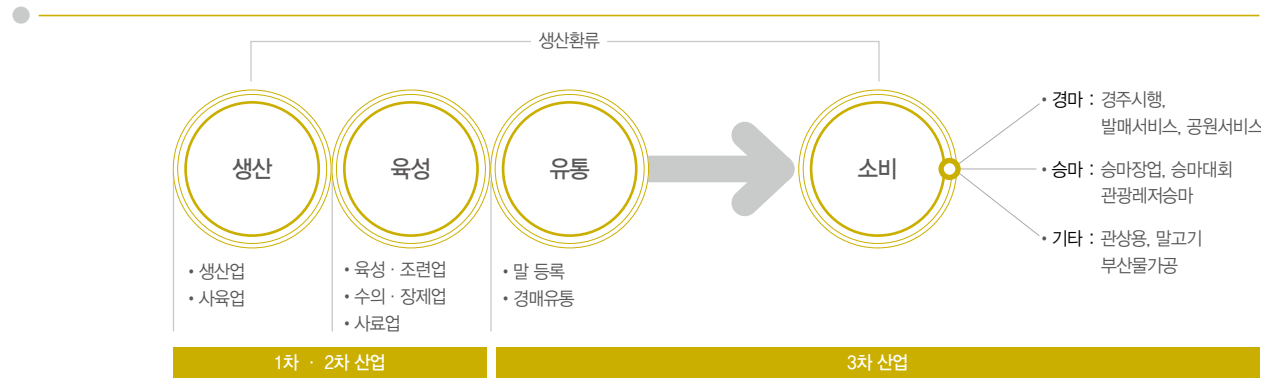 생산환류
생산
육성
유통
소비
• 경마 : 경주시행,
발매서비스, 공원서비스
• 승마 : 승마장업, 승마대회
관광레저승마
• 기타 : 관상용, 말고기
부산물가공
• 생산업
• 사육업
• 육성 · 조련업
• 수의 · 장제업
• 사료업
• 말 등록
• 경매유통
1차 · 2차 산업
3차 산업